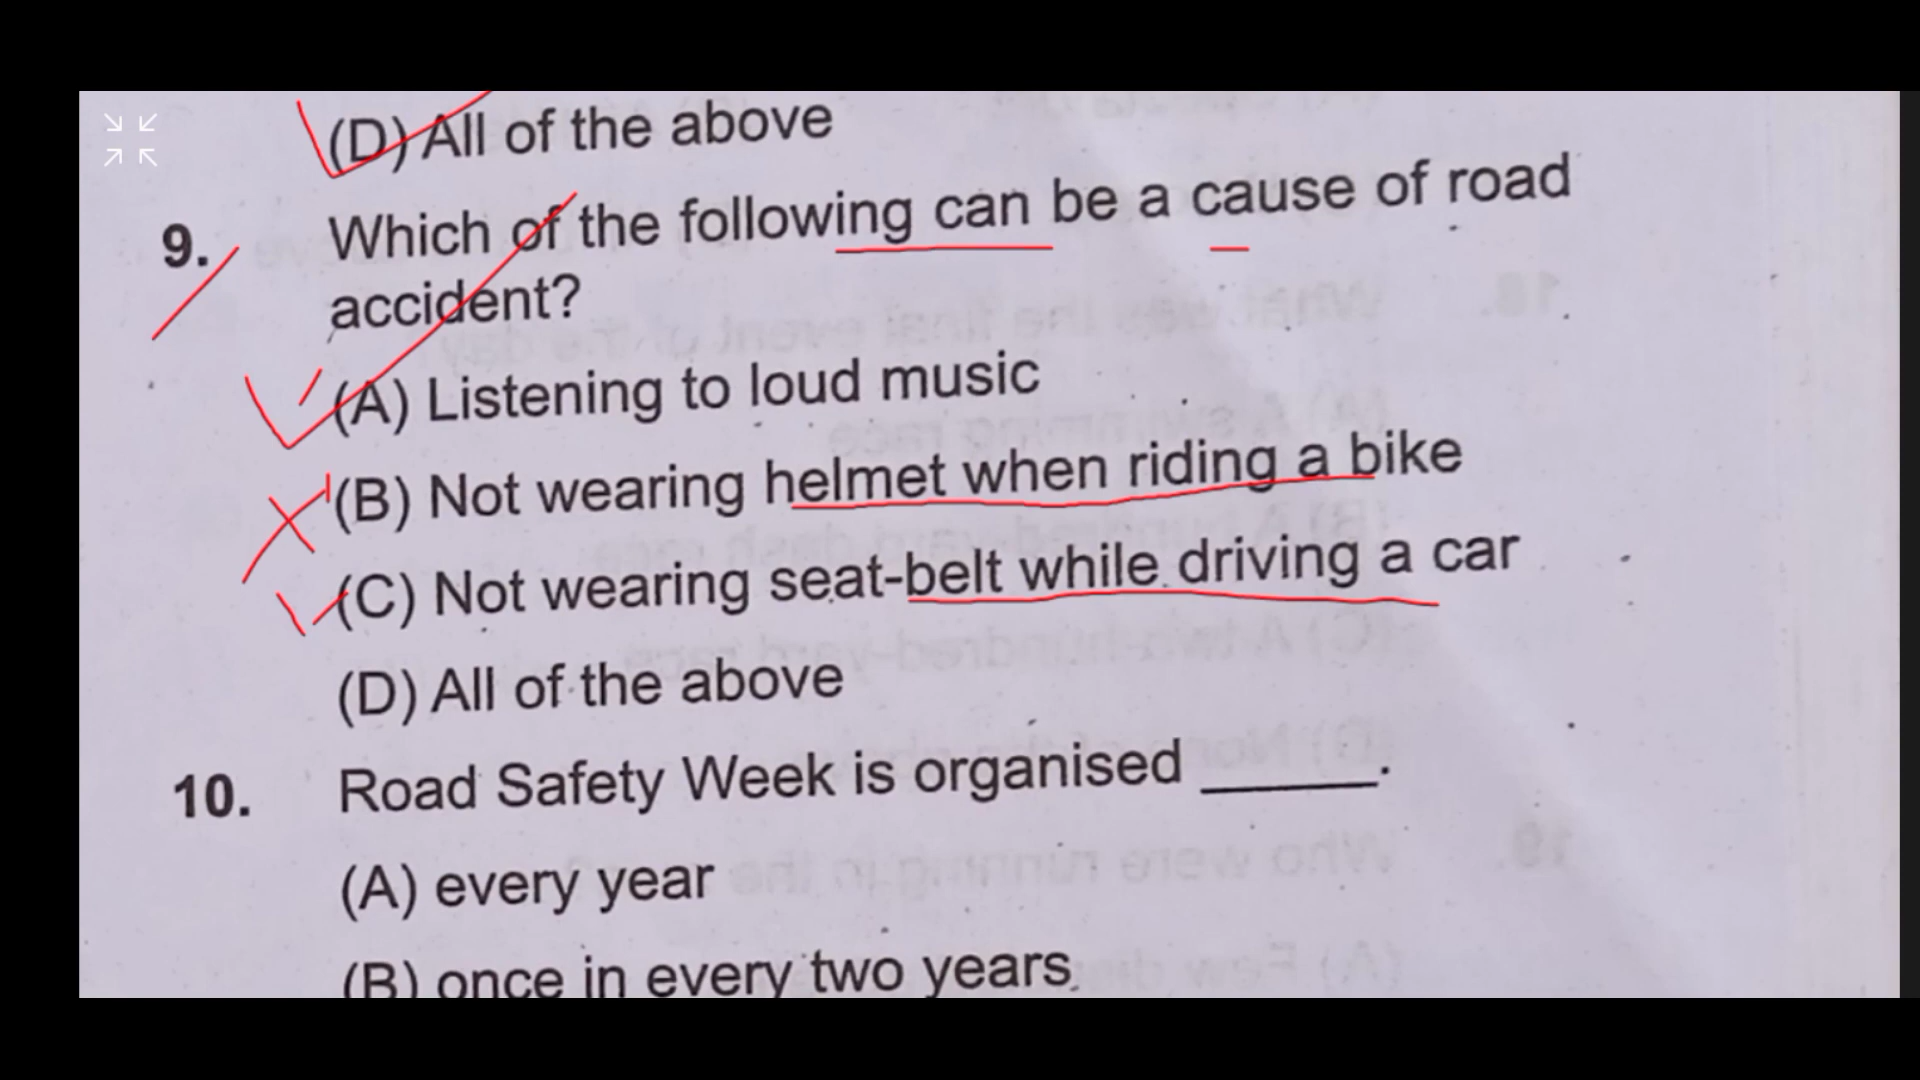 (D) All of the above
9. Which of the following can be a cause of road
accident?
(A) Listening to loud music
(B) Not wearing helmet when riding a bike
(C) Not wearing seat-belt while driving a car
(D) All of the above
10. Road Safety Week is organised ______.
(A) every year
(B) once in every two years